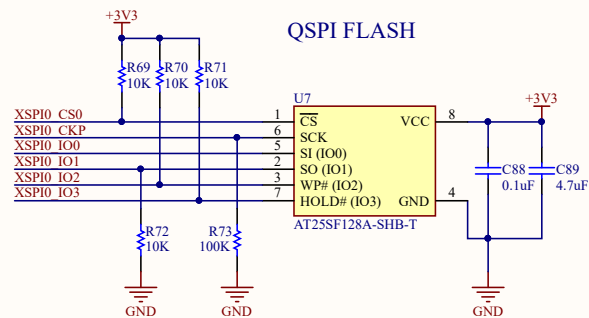 QSPI FLASH
+3V3
R69
10K
R70
10K
R71
10K
XSPI0_CS0
XSPI0_CKP
XSPI0_IO0
XSPI0_IO1
XSPI0_IO2
XSPI0_IO3
U7
1
6
5
2
3
7
CS
SCK
SI (IO0)
SO (IO1)
WP# (IO2)
HOLD# (IO3)
VCC
GND
8
4
AT25SF128A-SHB-T
+3V3
C88
0.1uF
C89
4.7uF
R72
10K
R73
100K
GND
GND
GND